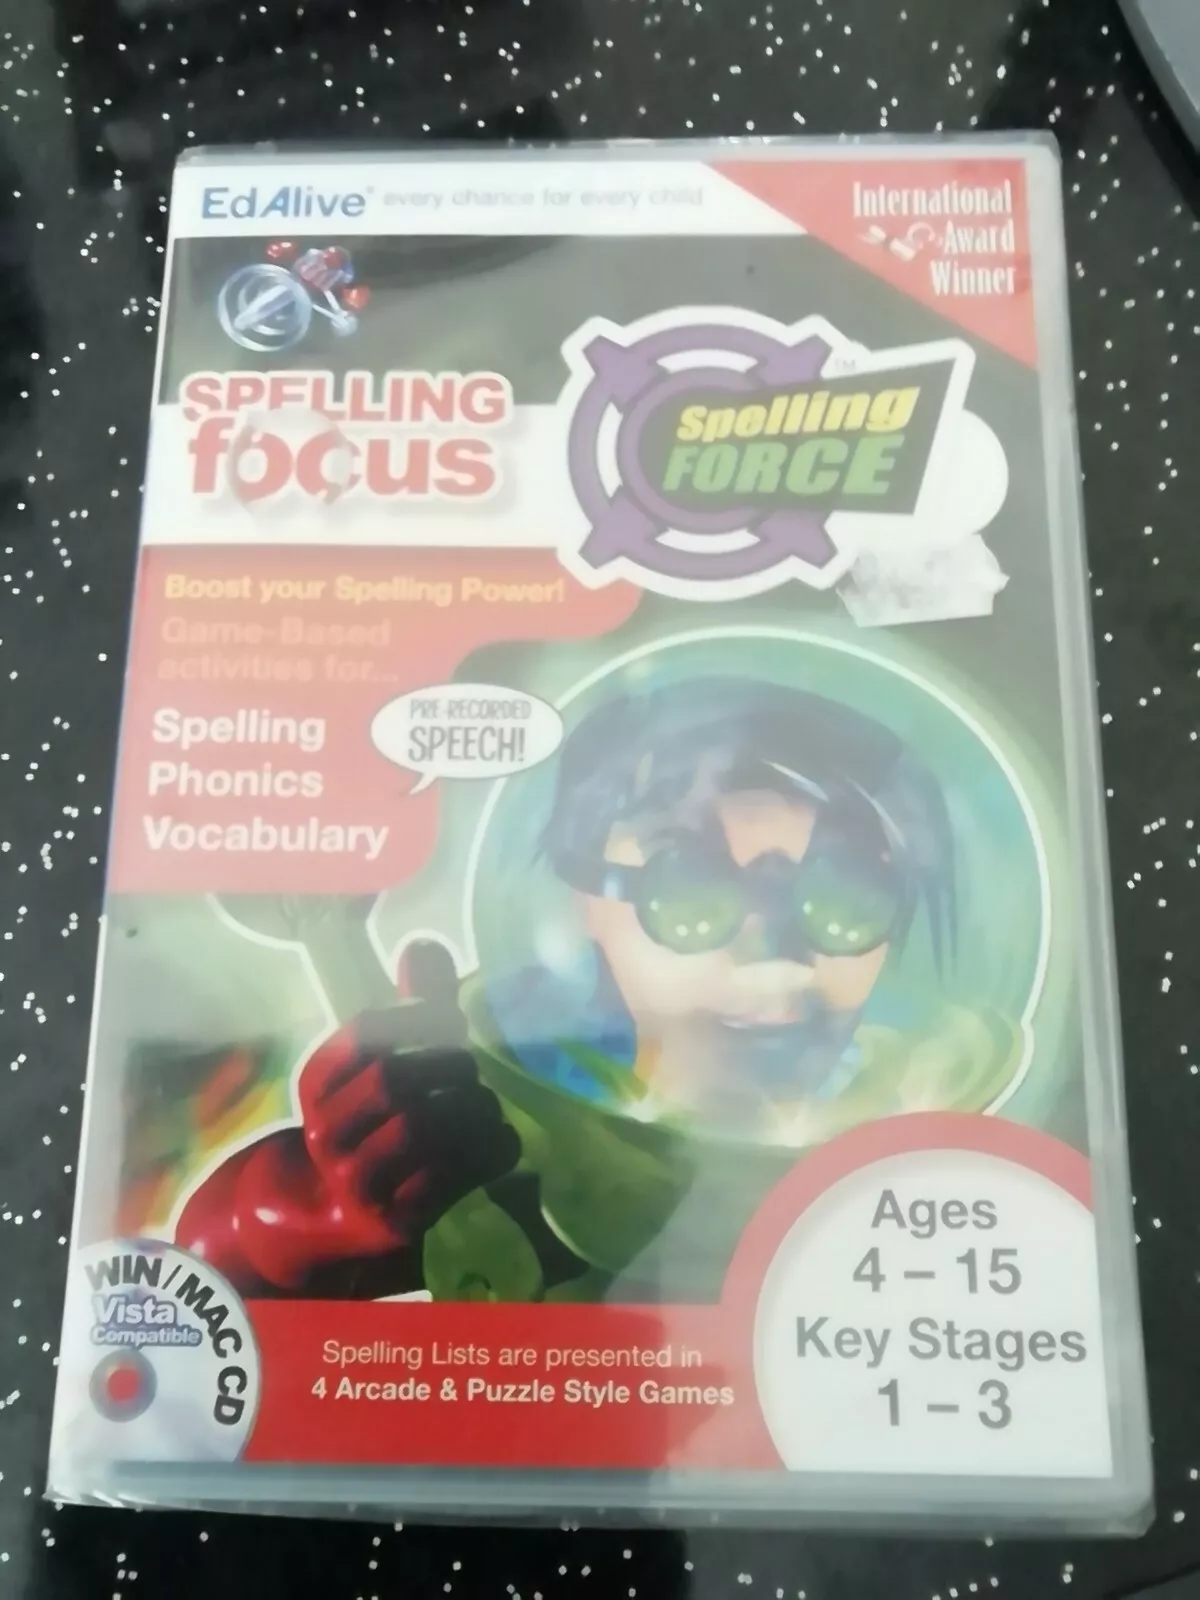 EdAlive® every chance for every child
International
Award
Winner
SPELLING
focus
Spelling ™
FORCE
Boost your Spelling Power!
Game-Based
activities for...
Spelling
Phonics
Vocabulary
PRE-RECORDED
SPEECH!
WIN/MAC CD
Vista
Compatible
Spelling Lists are presented in
4 Arcade & Puzzle Style Games
Ages
4 – 15
Key Stages
1 – 3